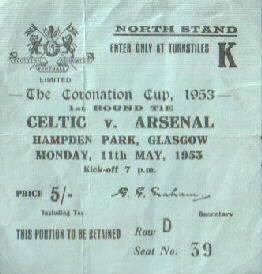 NORTH STAND
ENTER ONLY AT TURNSTILES
K
LIMITED
The Coronation Cup, 1953
1st ROUND TIE
CELTIC v. ARSENAL
HAMPDEN PARK, GLASGOW
MONDAY, 11th MAY, 1953
Kick-off 7 p.m.
PRICE 5/-
Including Tax
Secretary
THIS PORTION TO BE RETAINED
Row D
Seat No. 39